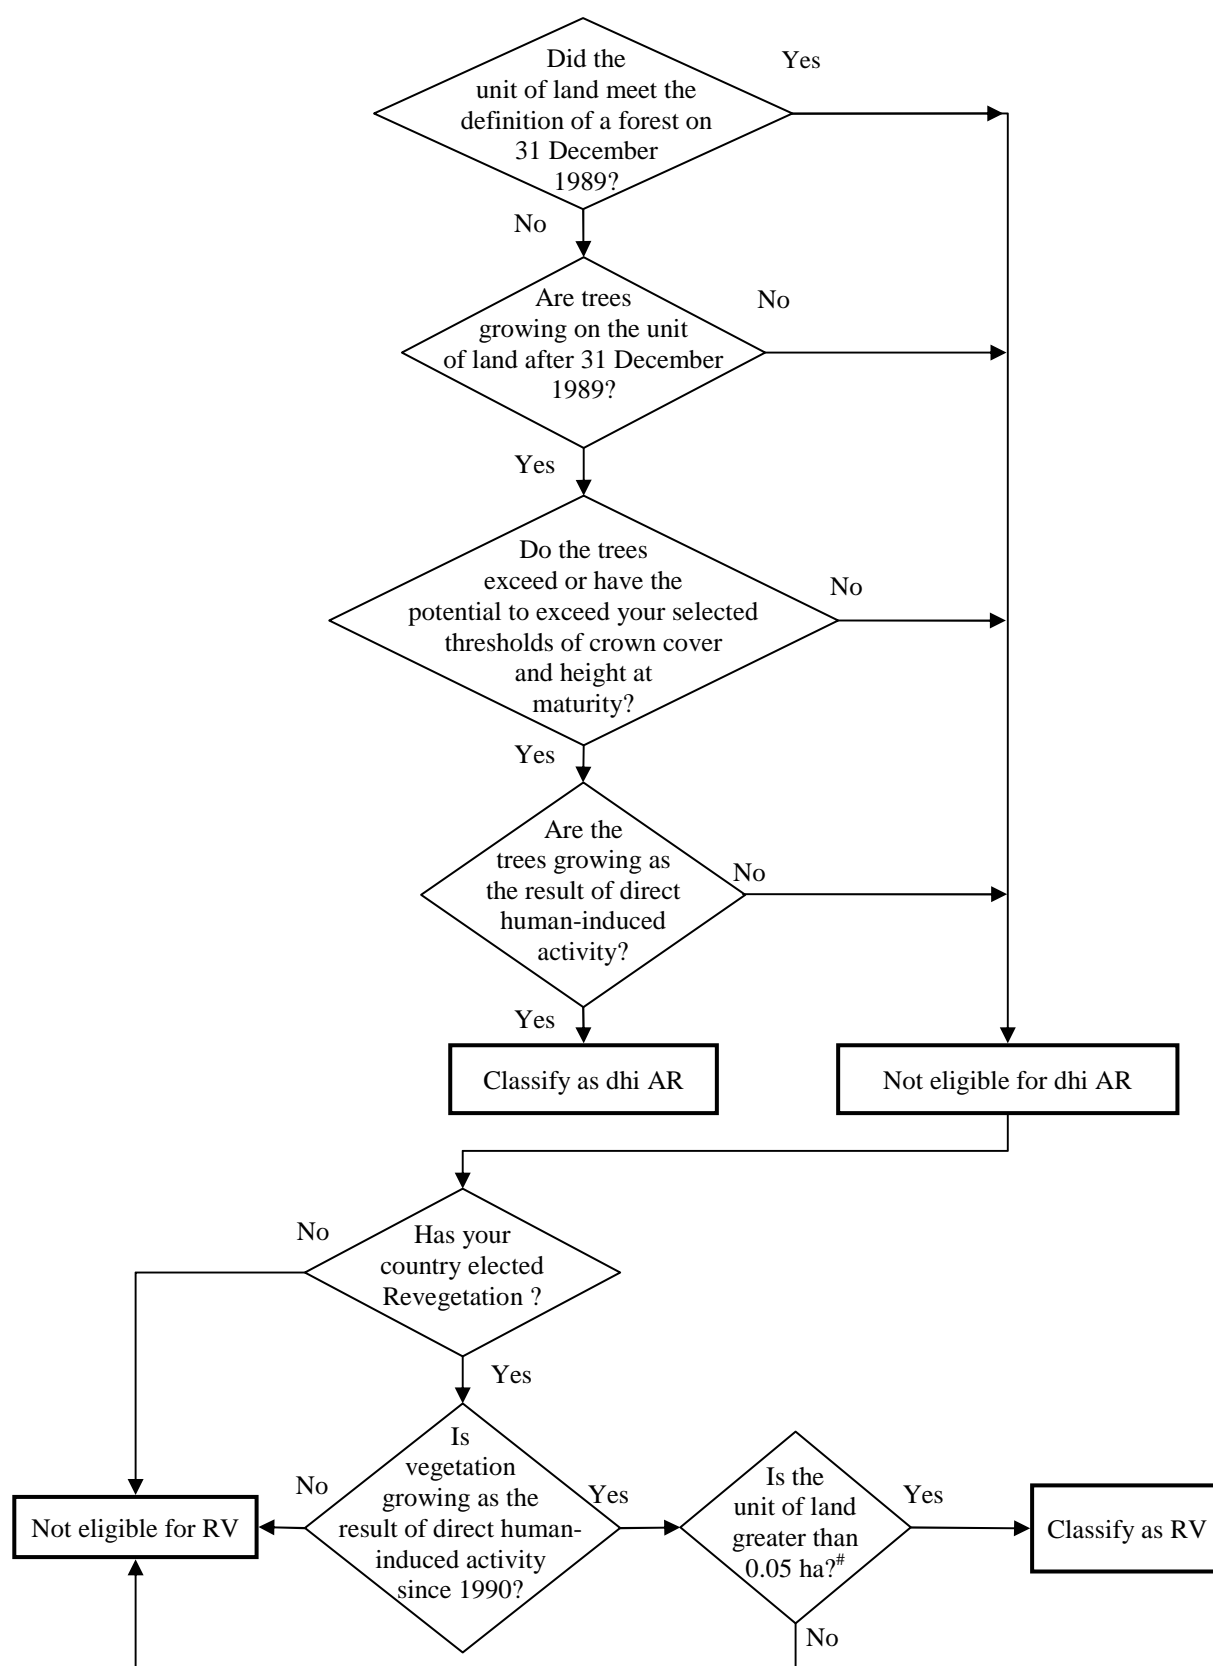 Did the
unit of land meet the
definition of a forest on
31 December
1989?
Yes
No
Are trees
growing on the unit
of land after 31 December
1989?
No
Yes
Do the trees
exceed or have the
potential to exceed your selected
thresholds of crown cover
and height at
maturity?
No
Yes
Are the
trees growing as
the result of direct
human-induced
activity?
No
Yes
Classify as dhi AR
Not eligible for dhi AR
Has your
country elected
Revegetation ?
No
Yes
Is
vegetation
growing as the
result of direct human-
induced activity
since 1990?
No
Yes
Not eligible for RV
Is the
unit of land
greater than
0.05 ha?#
Yes
No
Classify as RV